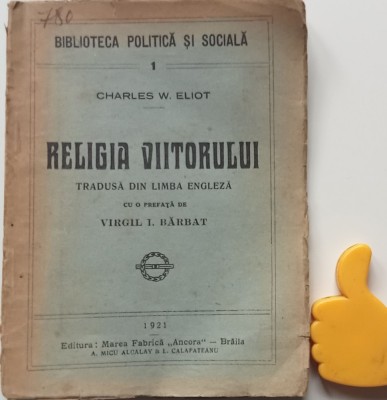 780
BIBLIOTECA POLITICĂ ȘI SOCIALĂ
1
CHARLES W. ELIOT
RELIGIA VIITORULUI
TRADUSĂ DIN LIMBA ENGLEZĂ
CU O PREFAȚĂ DE
VIRGIL I. BĂRBAT
1921
Editura: Marea Fabrică „Ancora” — Brăila
A. MICU ALCALAY & L. CALAFATEANU